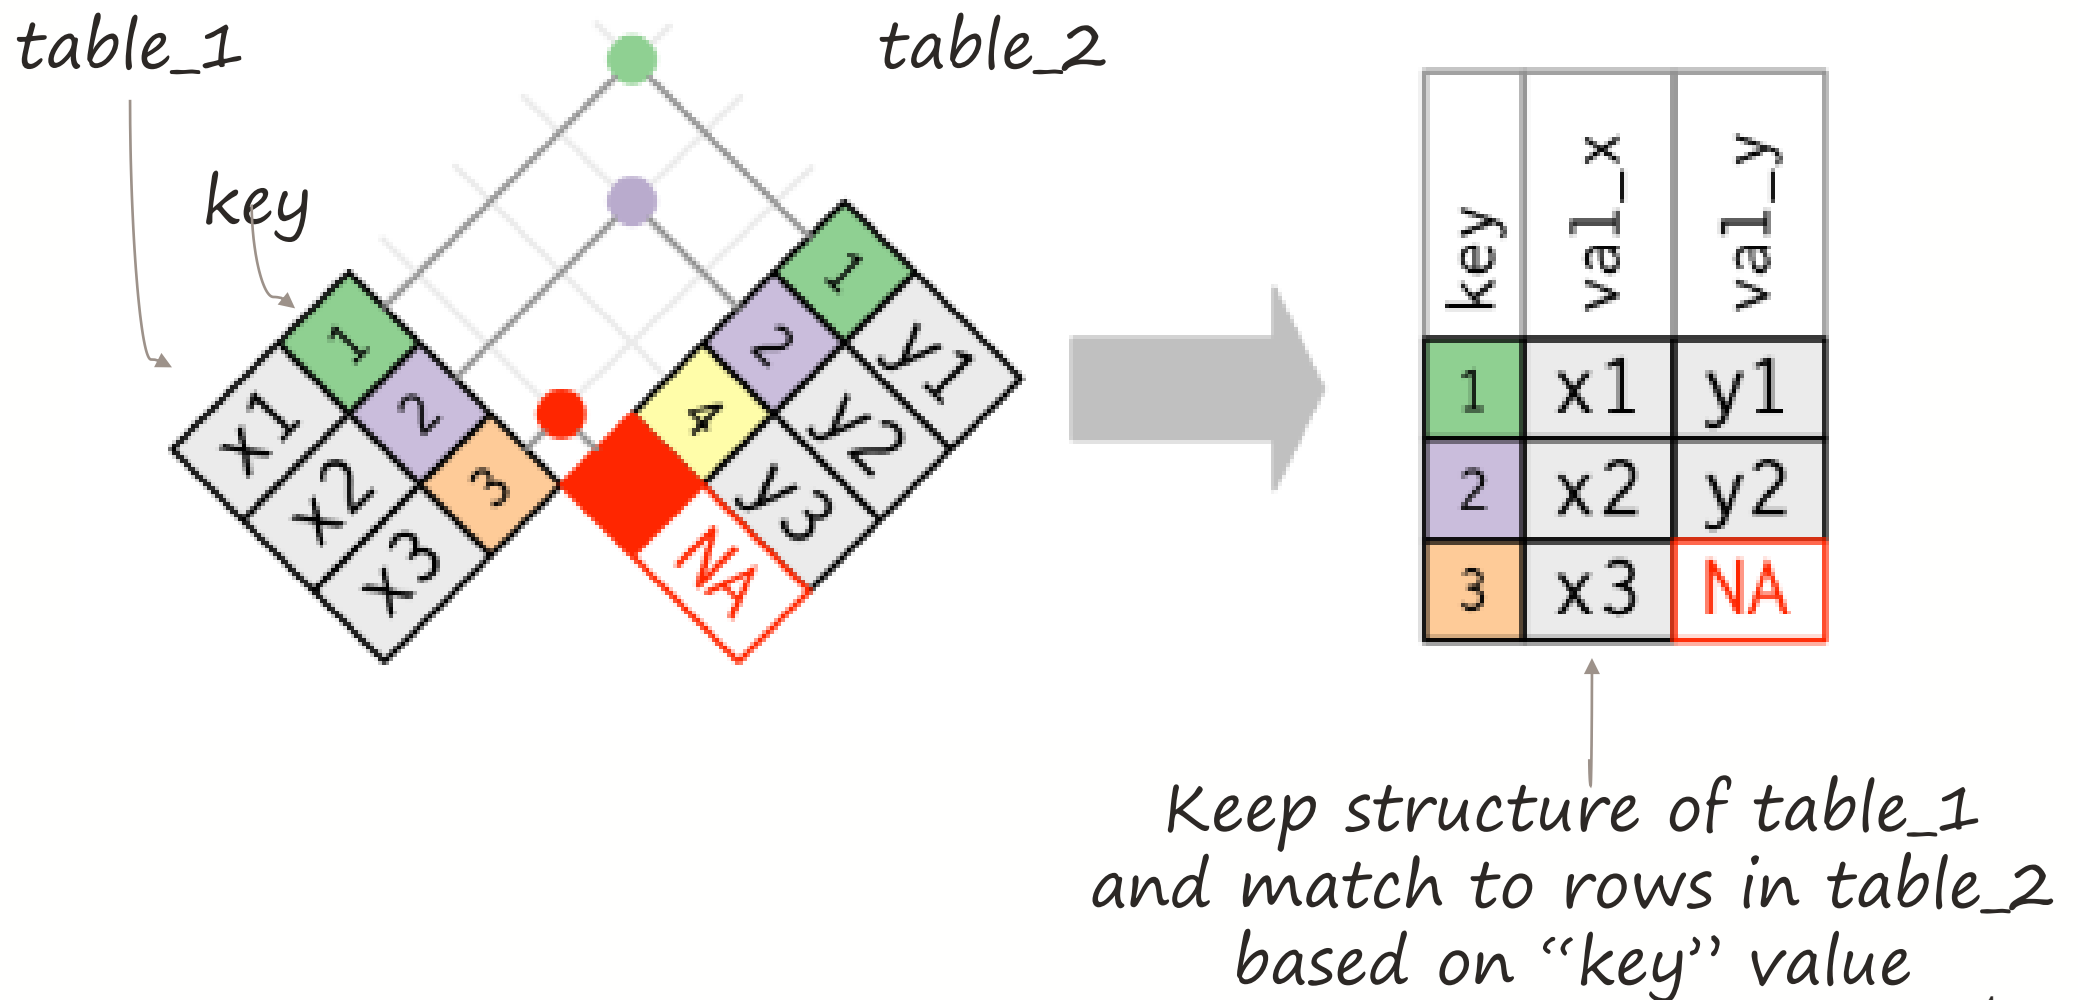 table_1
table_2
key
1
2
3
x1
x2
x3
1
2
4
y1
y2
y3
NA
key val_x val_y
1 x1 y1
2 x2 y2
3 x3 NA
Keep structure of table_1
and match to rows in table_2
based on “key” value